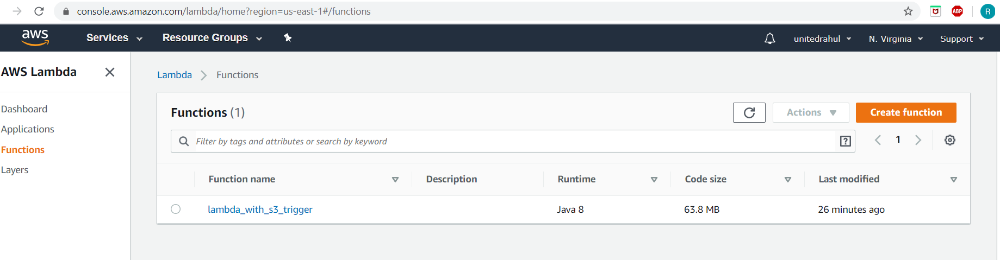 console.aws.amazon.com/lambda/home?region=us-east-1#/functions
ABP
R
aws
Services
Resource Groups
unitedrahul
N. Virginia
Support
AWS Lambda
Dashboard
Applications
Functions
Layers
Lambda
Functions
Functions (1)
Actions
Create function
Filter by tags and attributes or search by keyword
?
1
Function name
Description
Runtime
Code size
Last modified
lambda_with_s3_trigger
Java 8
63.8 MB
26 minutes ago